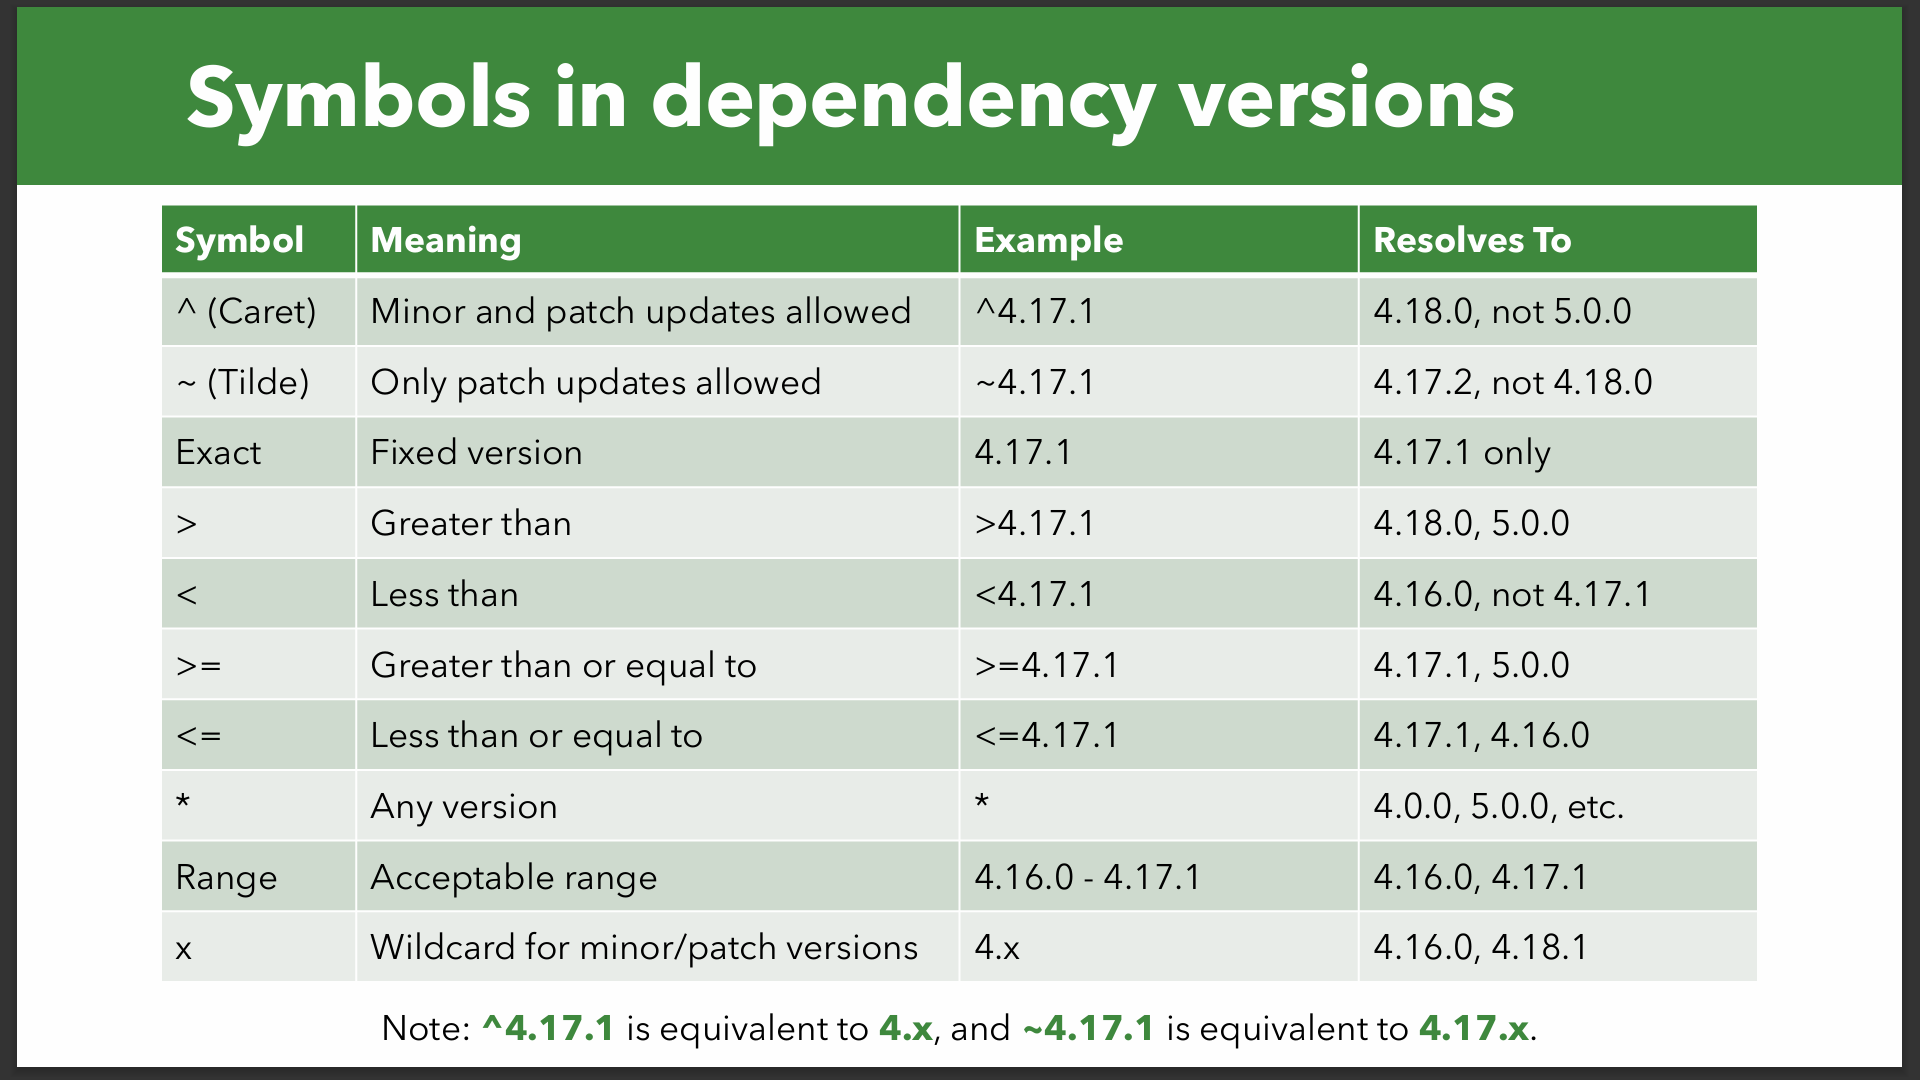 Symbols in dependency versions
Symbol Meaning Example Resolves To
^ (Caret) Minor and patch updates allowed ^4.17.1 4.18.0, not 5.0.0
~ (Tilde) Only patch updates allowed ~4.17.1 4.17.2, not 4.18.0
Exact Fixed version 4.17.1 4.17.1 only
> Greater than >4.17.1 4.18.0, 5.0.0
< Less than <4.17.1 4.16.0, not 4.17.1
>= Greater than or equal to >=4.17.1 4.17.1, 5.0.0
<= Less than or equal to <=4.17.1 4.17.1, 4.16.0
* Any version * 4.0.0, 5.0.0, etc.
Range Acceptable range 4.16.0 - 4.17.1 4.16.0, 4.17.1
x Wildcard for minor/patch versions 4.x 4.16.0, 4.18.1
Note: ^4.17.1 is equivalent to 4.x, and ~4.17.1 is equivalent to 4.17.x.